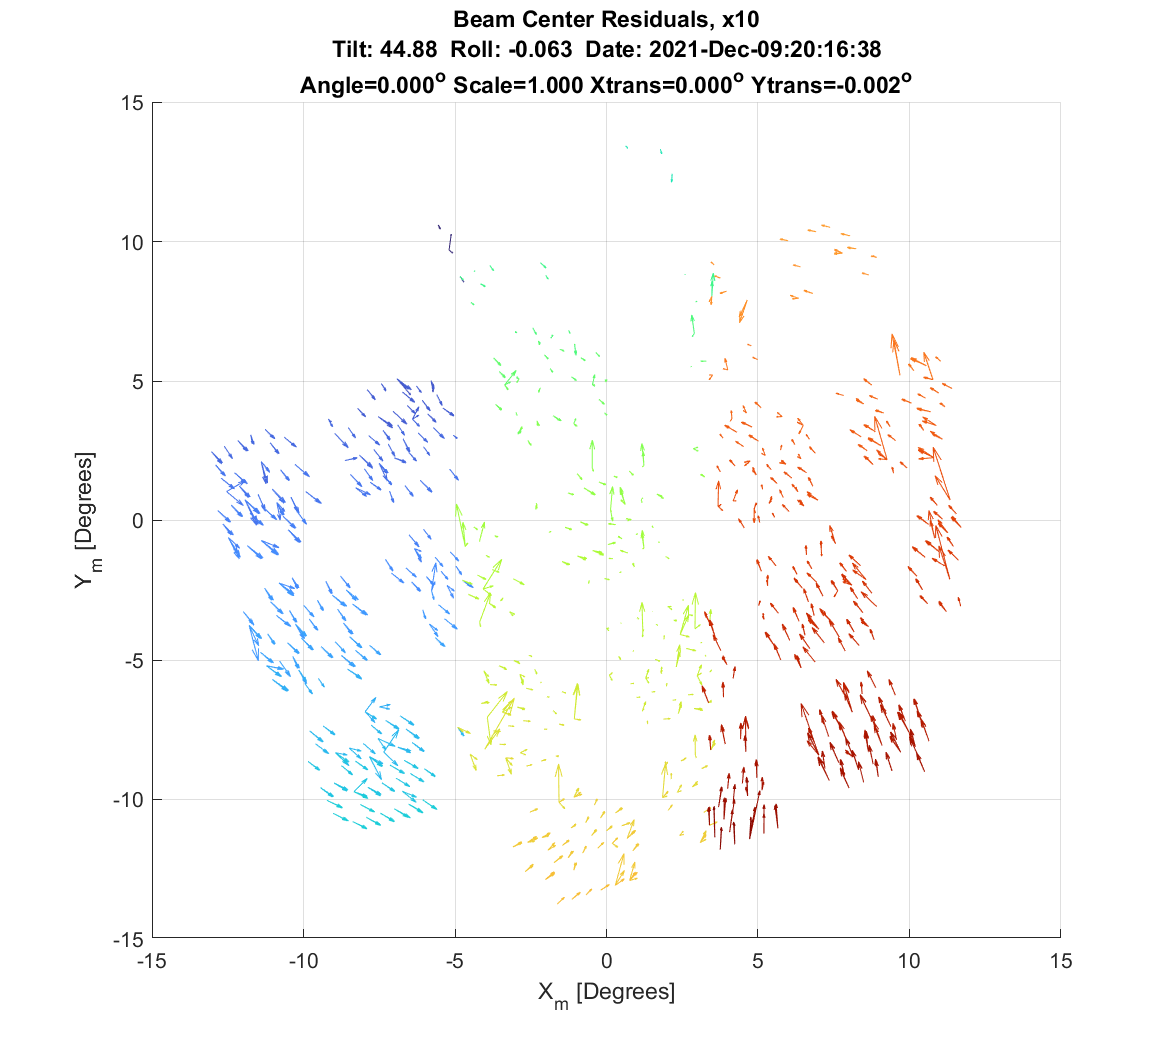 Beam Center Residuals, x10
Tilt: 44.88  Roll: -0.063  Date: 2021-Dec-09:20:16:38
Angle=0.000° Scale=1.000 Xtrans=0.000° Ytrans=-0.002°
15
10
5
0
-5
-10
-15
Y_m [Degrees]
-15 -10 -5 0 5 10 15
X_m [Degrees]